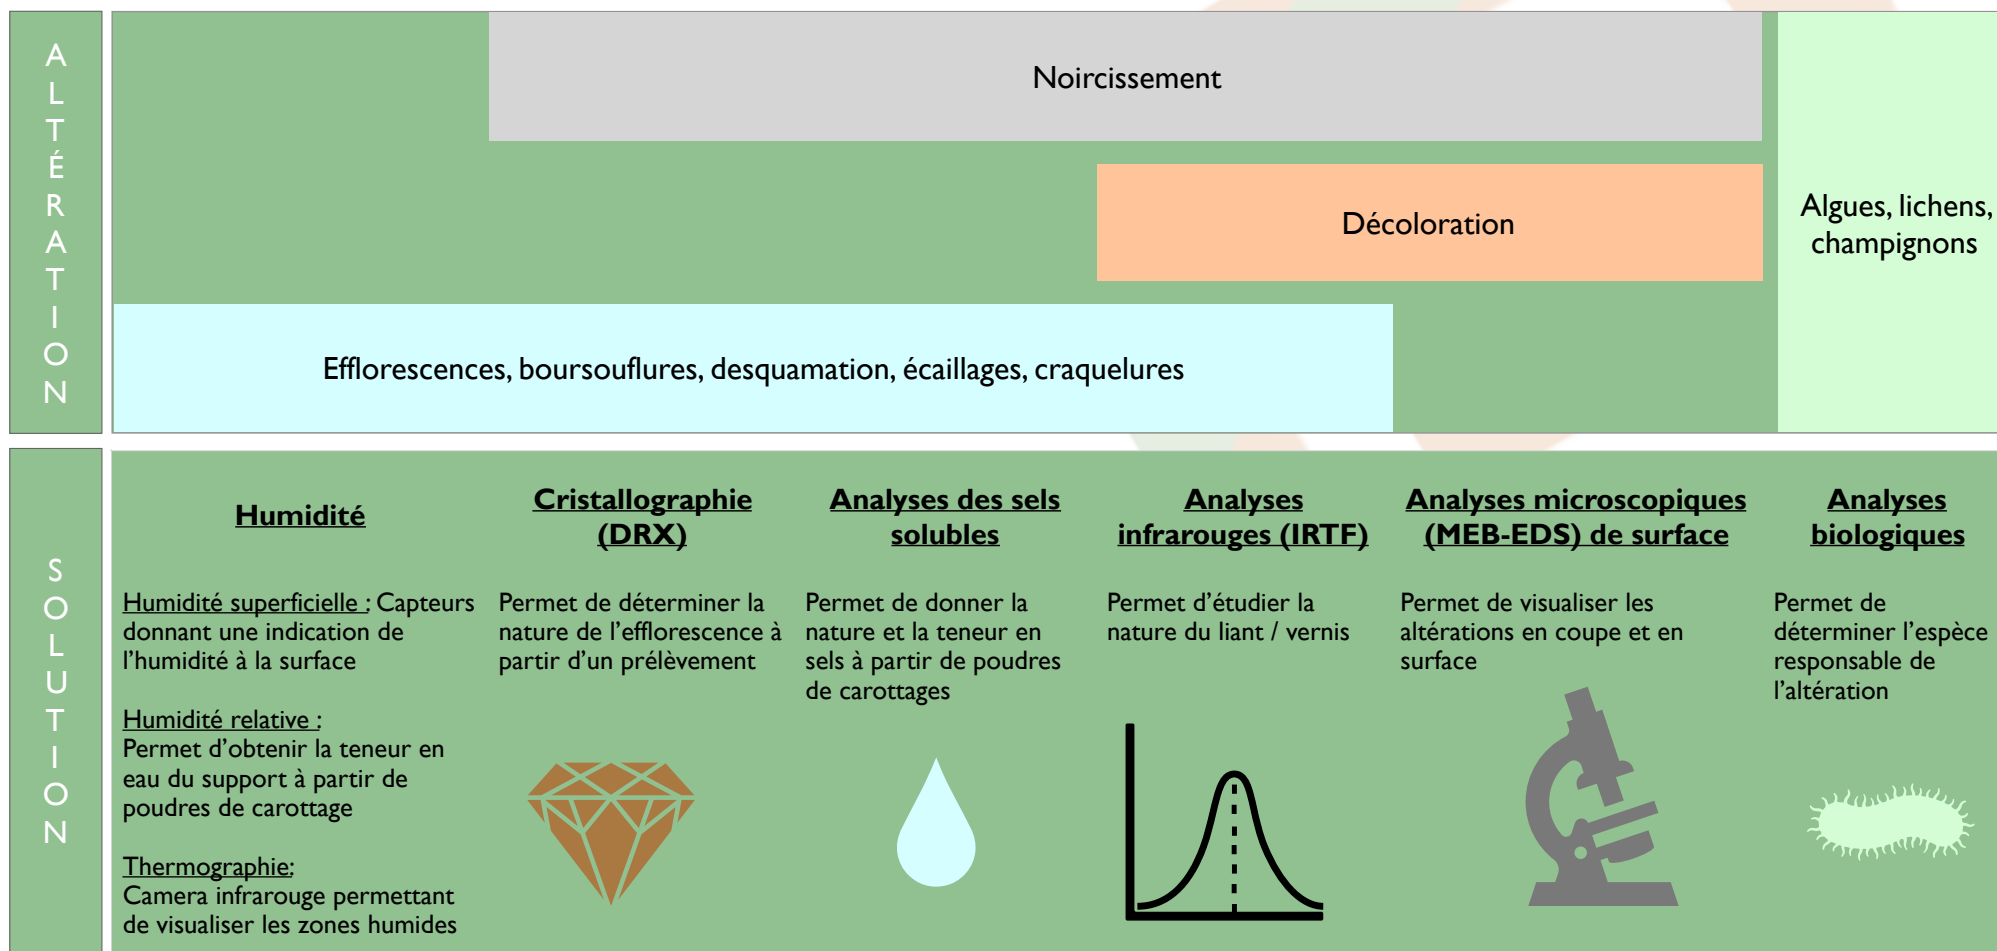 ALTÉRATION
Noircissement
Décoloration
Algues, lichens,
champignons
Efflorescences, boursouflures, desquamation, écaillages, craquelures
SOLUTION
Humidité
Humidité superficielle : Capteurs
donnant une indication de
l'humidité à la surface
Humidité relative :
Permet d'obtenir la teneur en
eau du support à partir de
poudres de carottage
Thermographie:
Camera infrarouge permettant
de visualiser les zones humides
Cristallographie
(DRX)
Permet de déterminer la
nature de l'efflorescence à
partir d'un prélèvement
Analyses des sels
solubles
Permet de donner la
nature et la teneur en
sels à partir de poudres
de carottages
Analyses
infrarouges (IRTF)
Permet d'étudier la
nature du liant / vernis
Analyses microscopiques
(MEB-EDS) de surface
Permet de visualiser les
altérations en coupe et en
surface
Analyses
biologiques
Permet de
déterminer l'espèce
responsable de
l'altération